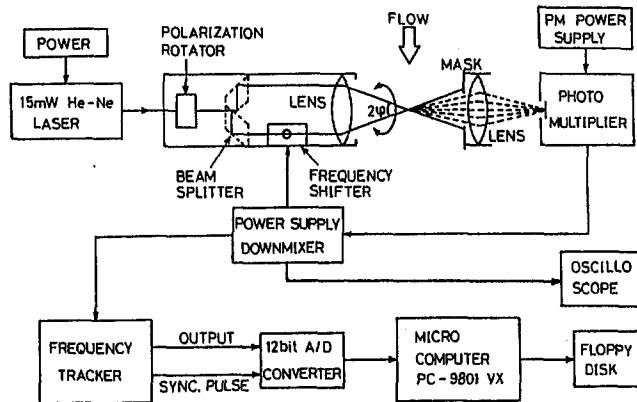 POWER
POLARIZATION
ROTATOR
FLOW
PM POWER
SUPPLY
MASK
15mW He-Ne
LASER
LENS
2φ
LENS
PHOTO
MULTIPLIER
BEAM
SPLITTER
FREQUENCY
SHIFTER
POWER SUPPLY
DOWNMIXER
OSCILLO
SCOPE
FREQUENCY
TRACKER
OUTPUT
SYNC. PULSE
12bit A/D
CONVERTER
MICRO
COMPUTER
PC-9801 VX
FLOPPY
DISK